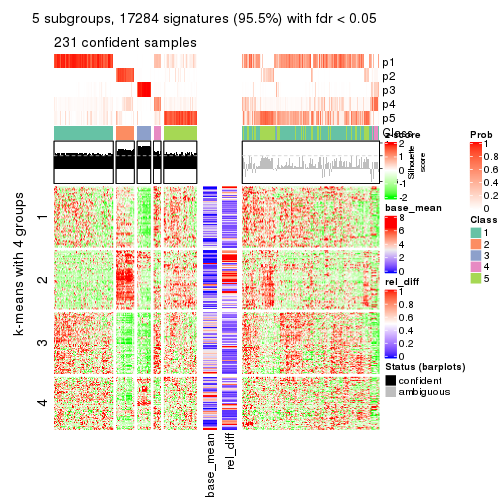 5 subgroups, 17284 signatures (95.5%) with fdr < 0.05
231 confident samples
p1
p2
p3
p4
p5
Class
z-score
2
1
0
-1
-2
Silhouette
score
base_mean
8
6
4
2
0
rel_diff
1
0.8
0.6
0.4
0.2
0
Status (barplots)
confident
ambiguous
Prob
1
0.8
0.6
0.4
0.2
0
Class
1
2
3
4
5
k-means with 4 groups
1
2
3
4
base_mean
rel_diff